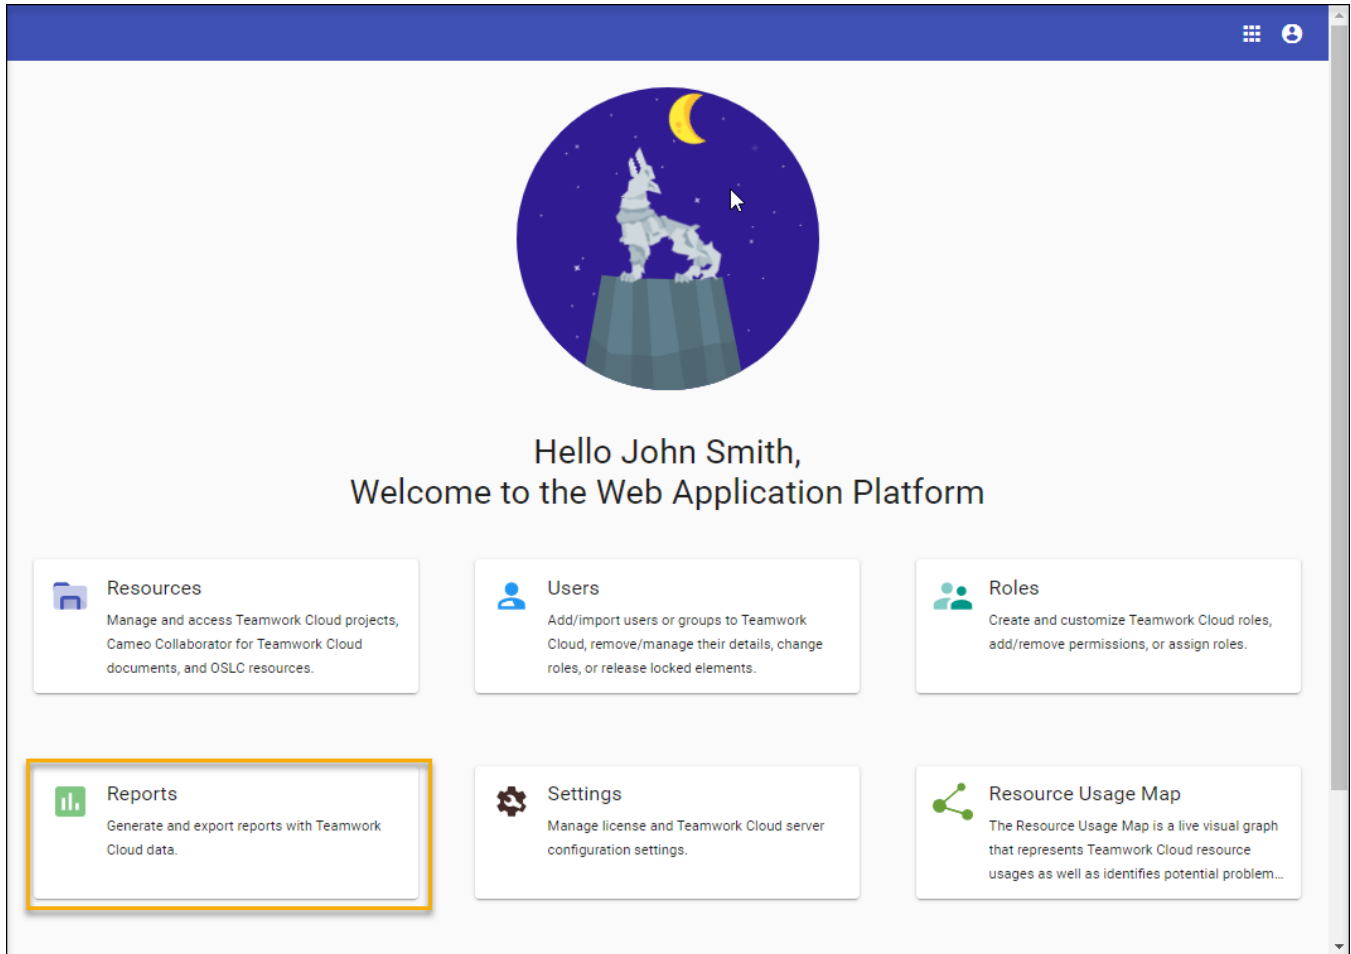 Hello John Smith,
Welcome to the Web Application Platform
Resources
Manage and access Teamwork Cloud projects,
Cameo Collaborator for Teamwork Cloud
documents, and OSLC resources.
Users
Add/import users or groups to Teamwork
Cloud, remove/manage their details, change
roles, or release locked elements.
Roles
Create and customize Teamwork Cloud roles,
add/remove permissions, or assign roles.
Reports
Generate and export reports with Teamwork
Cloud data.
Settings
Manage license and Teamwork Cloud server
configuration settings.
Resource Usage Map
The Resource Usage Map is a live visual graph
that represents Teamwork Cloud resource
usages as well as identifies potential problem...